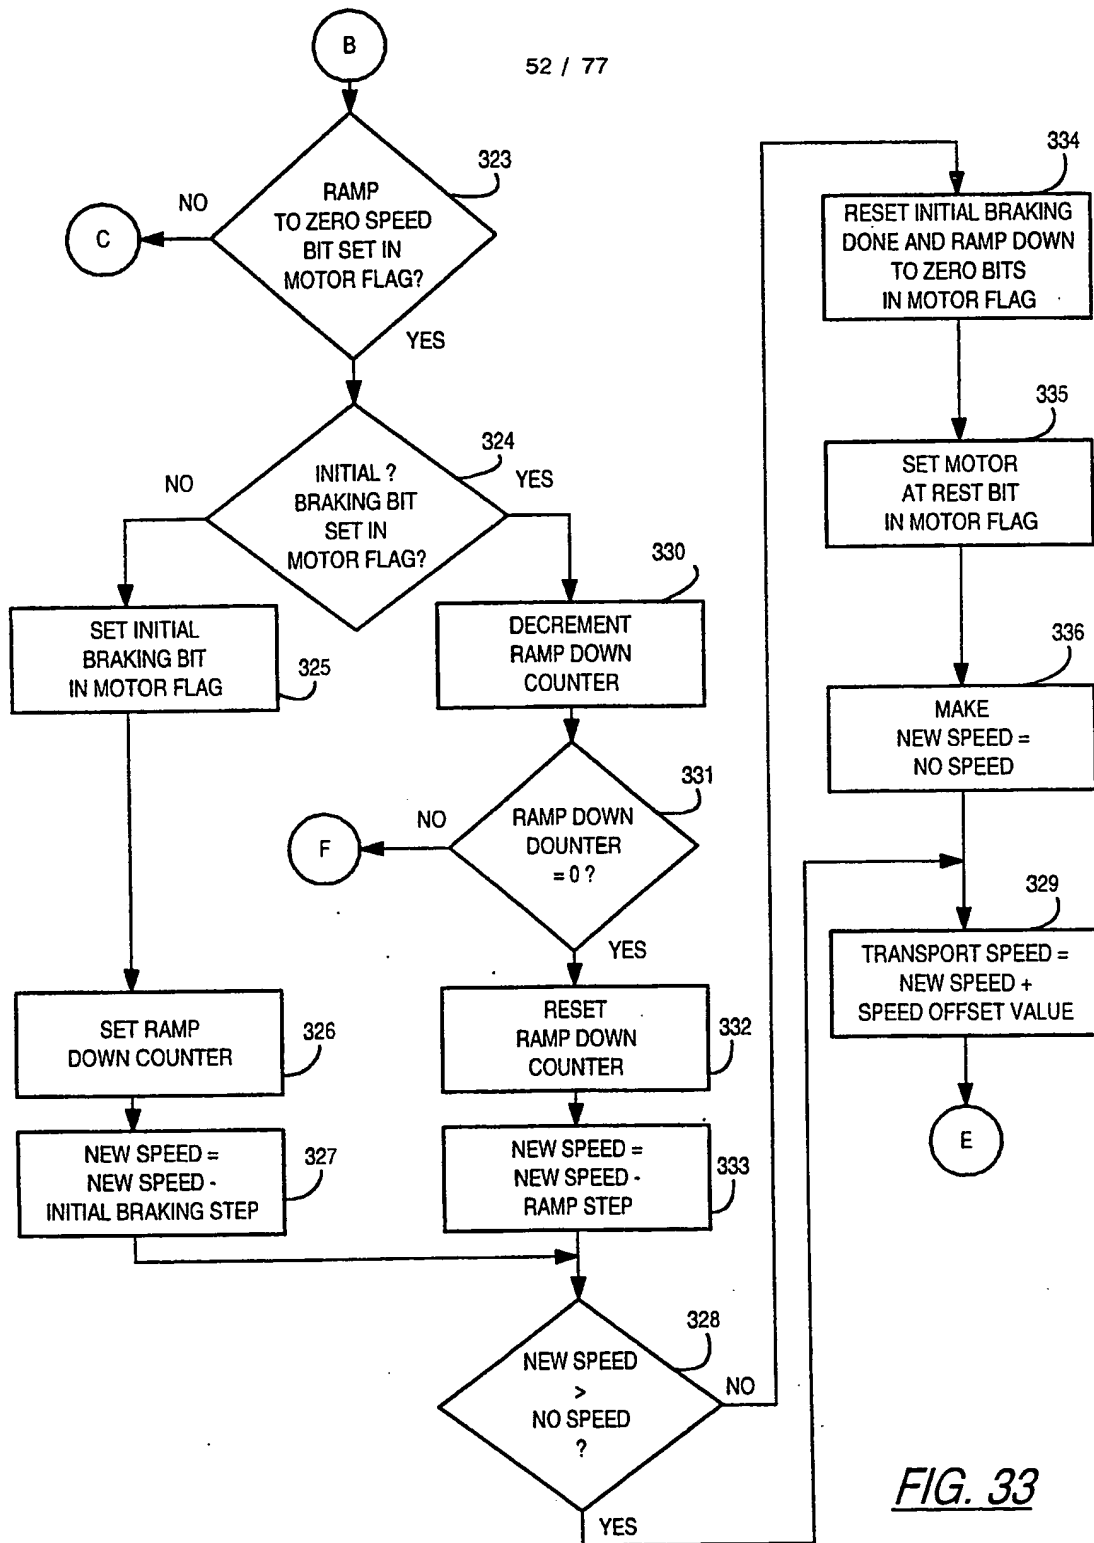 B
52 / 77
323
RAMP
TO ZERO SPEED
BIT SET IN
MOTOR FLAG?
NO
C
YES
324
INITIAL ?
BRAKING BIT
SET IN
MOTOR FLAG?
NO
YES
SET INITIAL
BRAKING BIT
IN MOTOR FLAG
325
330
DECREMENT
RAMP DOWN
COUNTER
331
RAMP DOWN
DOUNTER
= 0 ?
NO
F
YES
SET RAMP
DOWN COUNTER
326
RESET
RAMP DOWN
COUNTER
332
NEW SPEED =
NEW SPEED -
INITIAL BRAKING STEP
327
NEW SPEED =
NEW SPEED -
RAMP STEP
333
328
NEW SPEED
>
NO SPEED
?
NO
YES
334
RESET INITIAL BRAKING
DONE AND RAMP DOWN
TO ZERO BITS
IN MOTOR FLAG
335
SET MOTOR
AT REST BIT
IN MOTOR FLAG
336
MAKE
NEW SPEED =
NO SPEED
329
TRANSPORT SPEED =
NEW SPEED +
SPEED OFFSET VALUE
E
FIG. 33